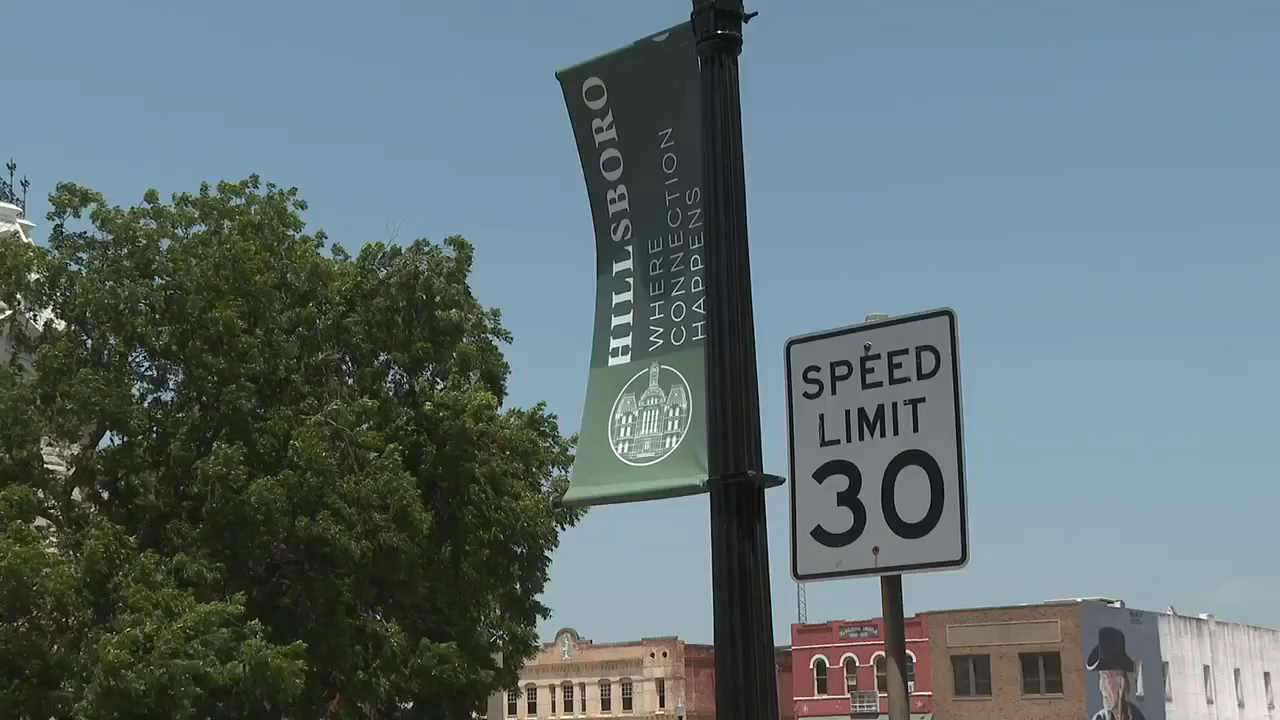 HILLSBORO
WHERE
CONNECTION
HAPPENS
SPEED
LIMIT
30